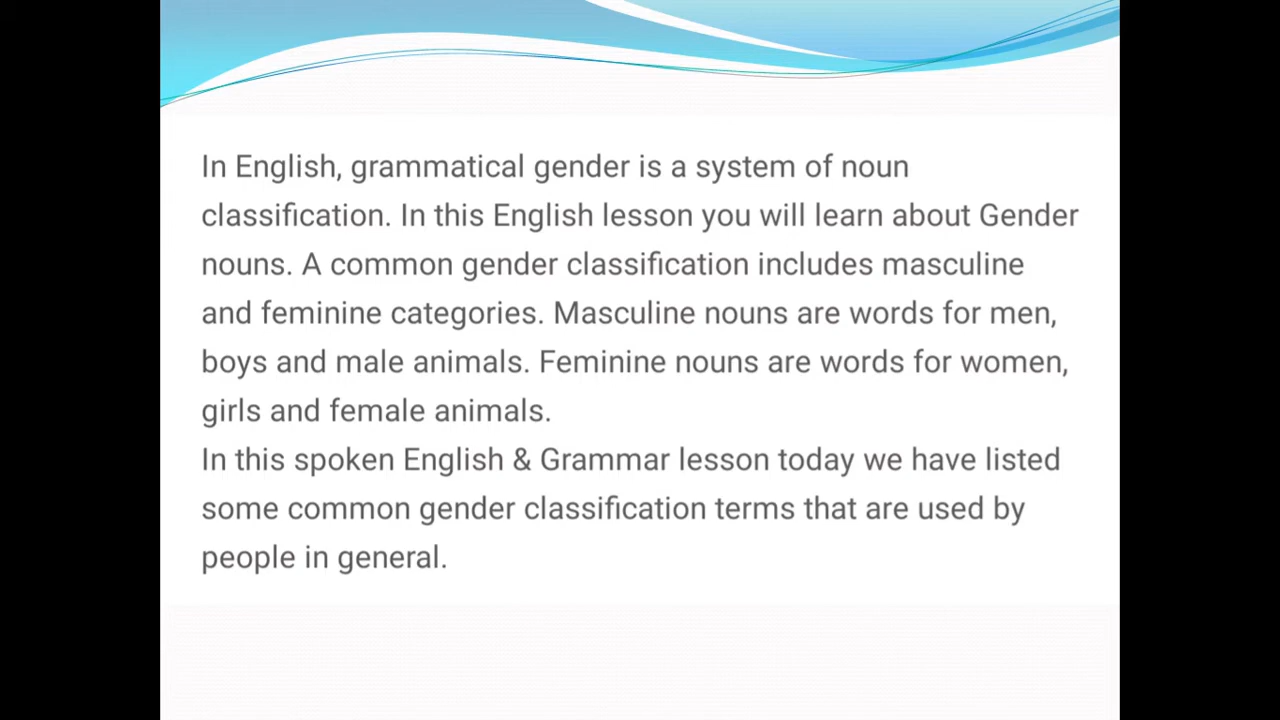 In English, grammatical gender is a system of noun
classification. In this English lesson you will learn about Gender
nouns. A common gender classification includes masculine
and feminine categories. Masculine nouns are words for men,
boys and male animals. Feminine nouns are words for women,
girls and female animals.
In this spoken English & Grammar lesson today we have listed
some common gender classification terms that are used by
people in general.